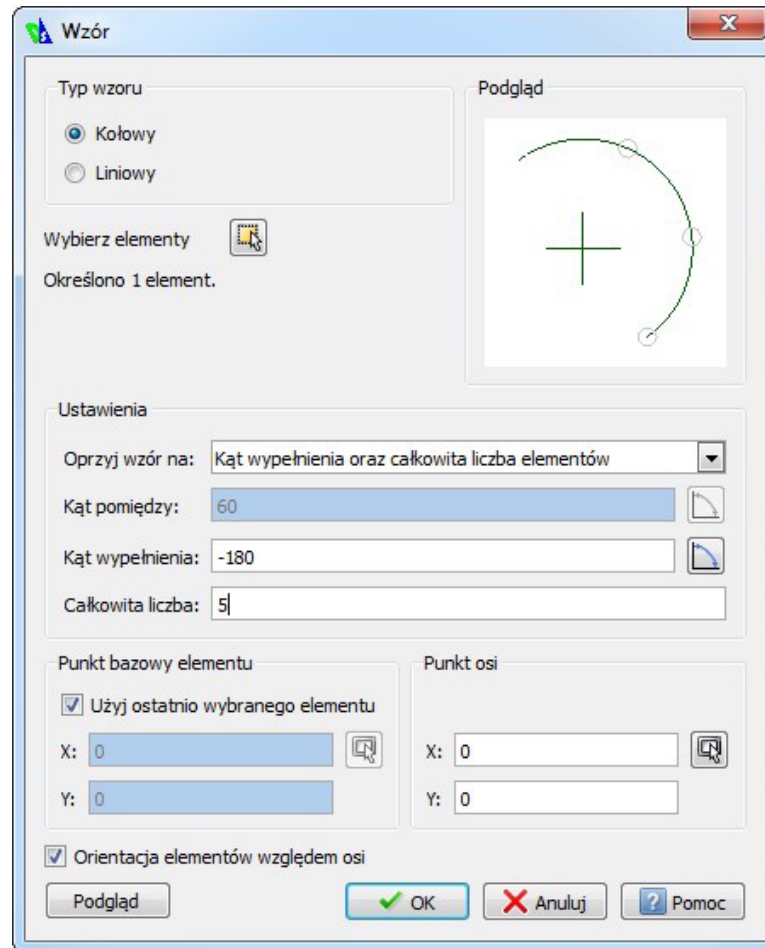 Wzór
Typ wzoru
Kołowy
Liniowy
Podgląd
Wybierz elementy
Określono 1 element.
Ustawienia
Oprzyj wzór na: Kąt wypełnienia oraz całkowita liczba elementów
Kąt pomiędzy: 60
Kąt wypełnienia: -180
Całkowita liczba: 5
Punkt bazowy elementu
Użyj ostatnio wybranego elementu
X: 0
Y: 0
Punkt osi
X: 0
Y: 0
Orientacja elementów względem osi
Podgląd OK Anuluj ? Pomoc